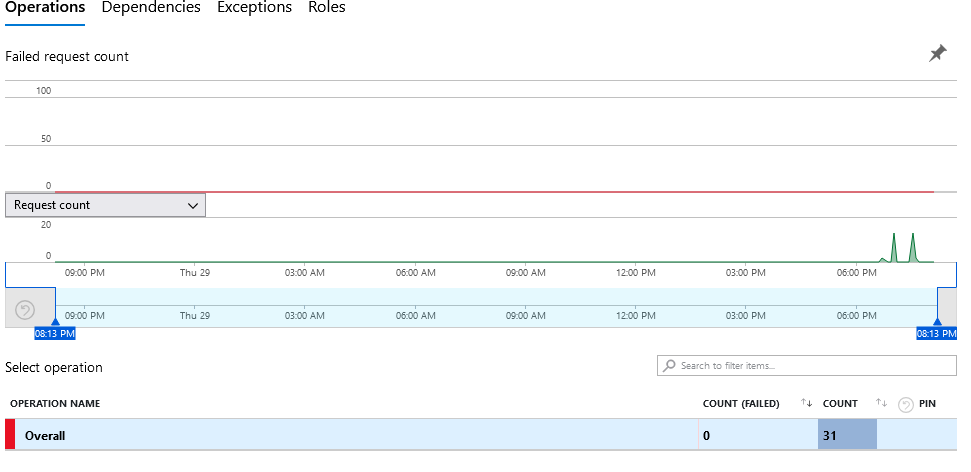 Operations Dependencies Exceptions Roles
Failed request count
100
50
0
Request count
20
0
09:00 PM Thu 29 03:00 AM 06:00 AM 09:00 AM 12:00 PM 03:00 PM 06:00 PM
09:00 PM Thu 29 03:00 AM 06:00 AM 09:00 AM 12:00 PM 03:00 PM 06:00 PM
08:13 PM 08:13 PM
Select operation Search to filter items...
OPERATION NAME COUNT (FAILED) COUNT PIN
Overall 0 31